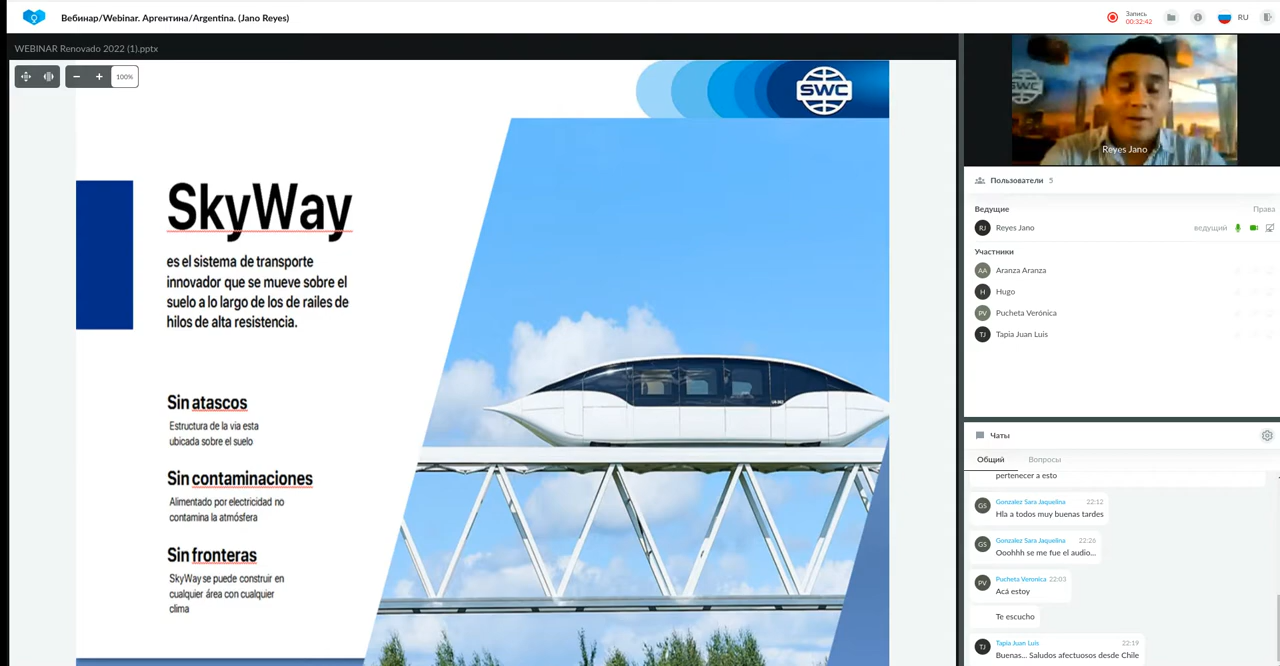 Вебинар/Webinar. Аргентина/Argentina. (Jano Reyes)
Запись
00:32:42
RU
WEBINAR Renovado 2022 (1).pptx
100%
SWC
SkyWay
es el sistema de transporte
innovador que se mueve sobre el
suelo a lo largo de los de railes de
hilos de alta resistencia.
Sin atascos
Estructura de la via esta
ubicada sobre el suelo
Sin contaminaciones
Alimentado por electricidad no
contamina la atmósfera
Sin fronteras
SkyWay se puede construir en
cualquier área con cualquier
clima
SWC
Reyes Jano
Пользователи 5
Ведущие Права
RJ Reyes Jano ведущий
Участники
AA Aranza Aranza
H Hugo
PV Pucheta Verónica
TJ Tapia Juan Luis
Чаты
Общий Вопросы
pertenecer a esto
GS Gonzalez Sara Jaquelina 22:12
Hla a todos muy buenas tardes
GS Gonzalez Sara Jaquelina 22:26
Ooohhh se me fue el audio...
PV Pucheta Veronica 22:03
Acá estoy
Te escucho
TJ Tapia Juan Luis 22:19
Buenas... Saludos afectuosos desde Chile